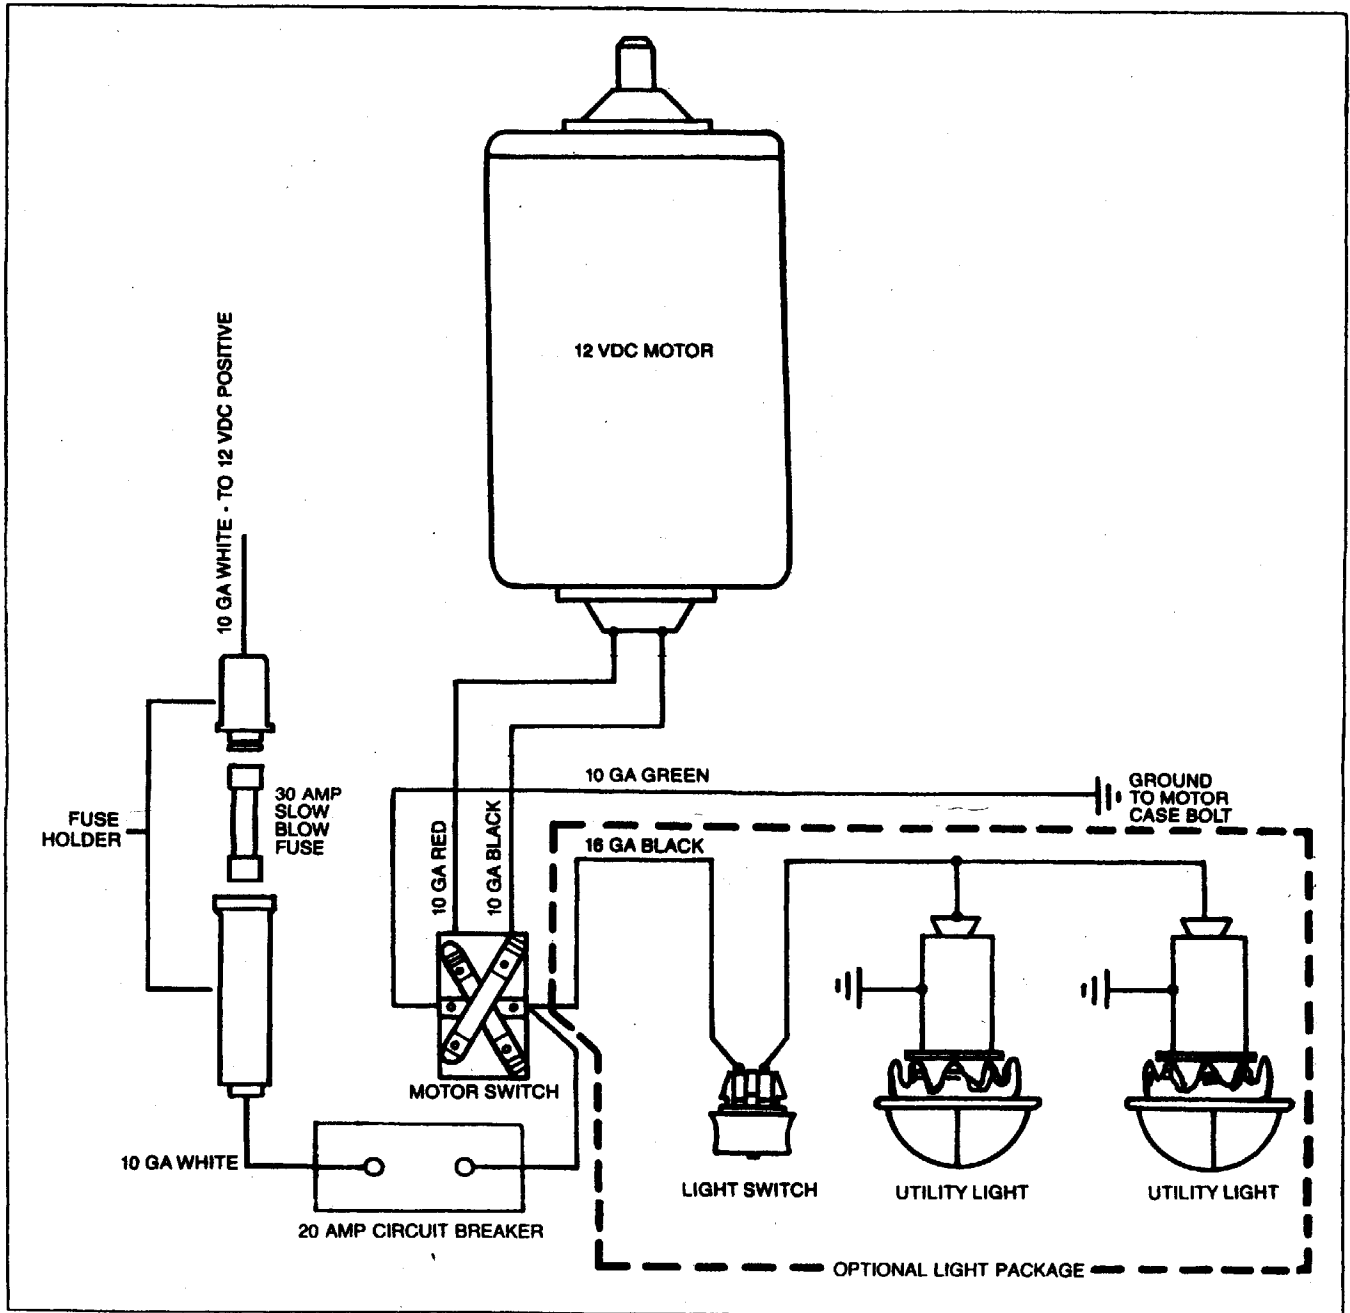 12 VDC MOTOR
10 GA WHITE - TO 12 VDC POSITIVE
FUSE
HOLDER
30 AMP
SLOW
BLOW
FUSE
10 GA RED
10 GA BLACK
10 GA GREEN
GROUND
TO MOTOR
CASE BOLT
16 GA BLACK
MOTOR SWITCH
10 GA WHITE
20 AMP CIRCUIT BREAKER
LIGHT SWITCH
UTILITY LIGHT
UTILITY LIGHT
OPTIONAL LIGHT PACKAGE